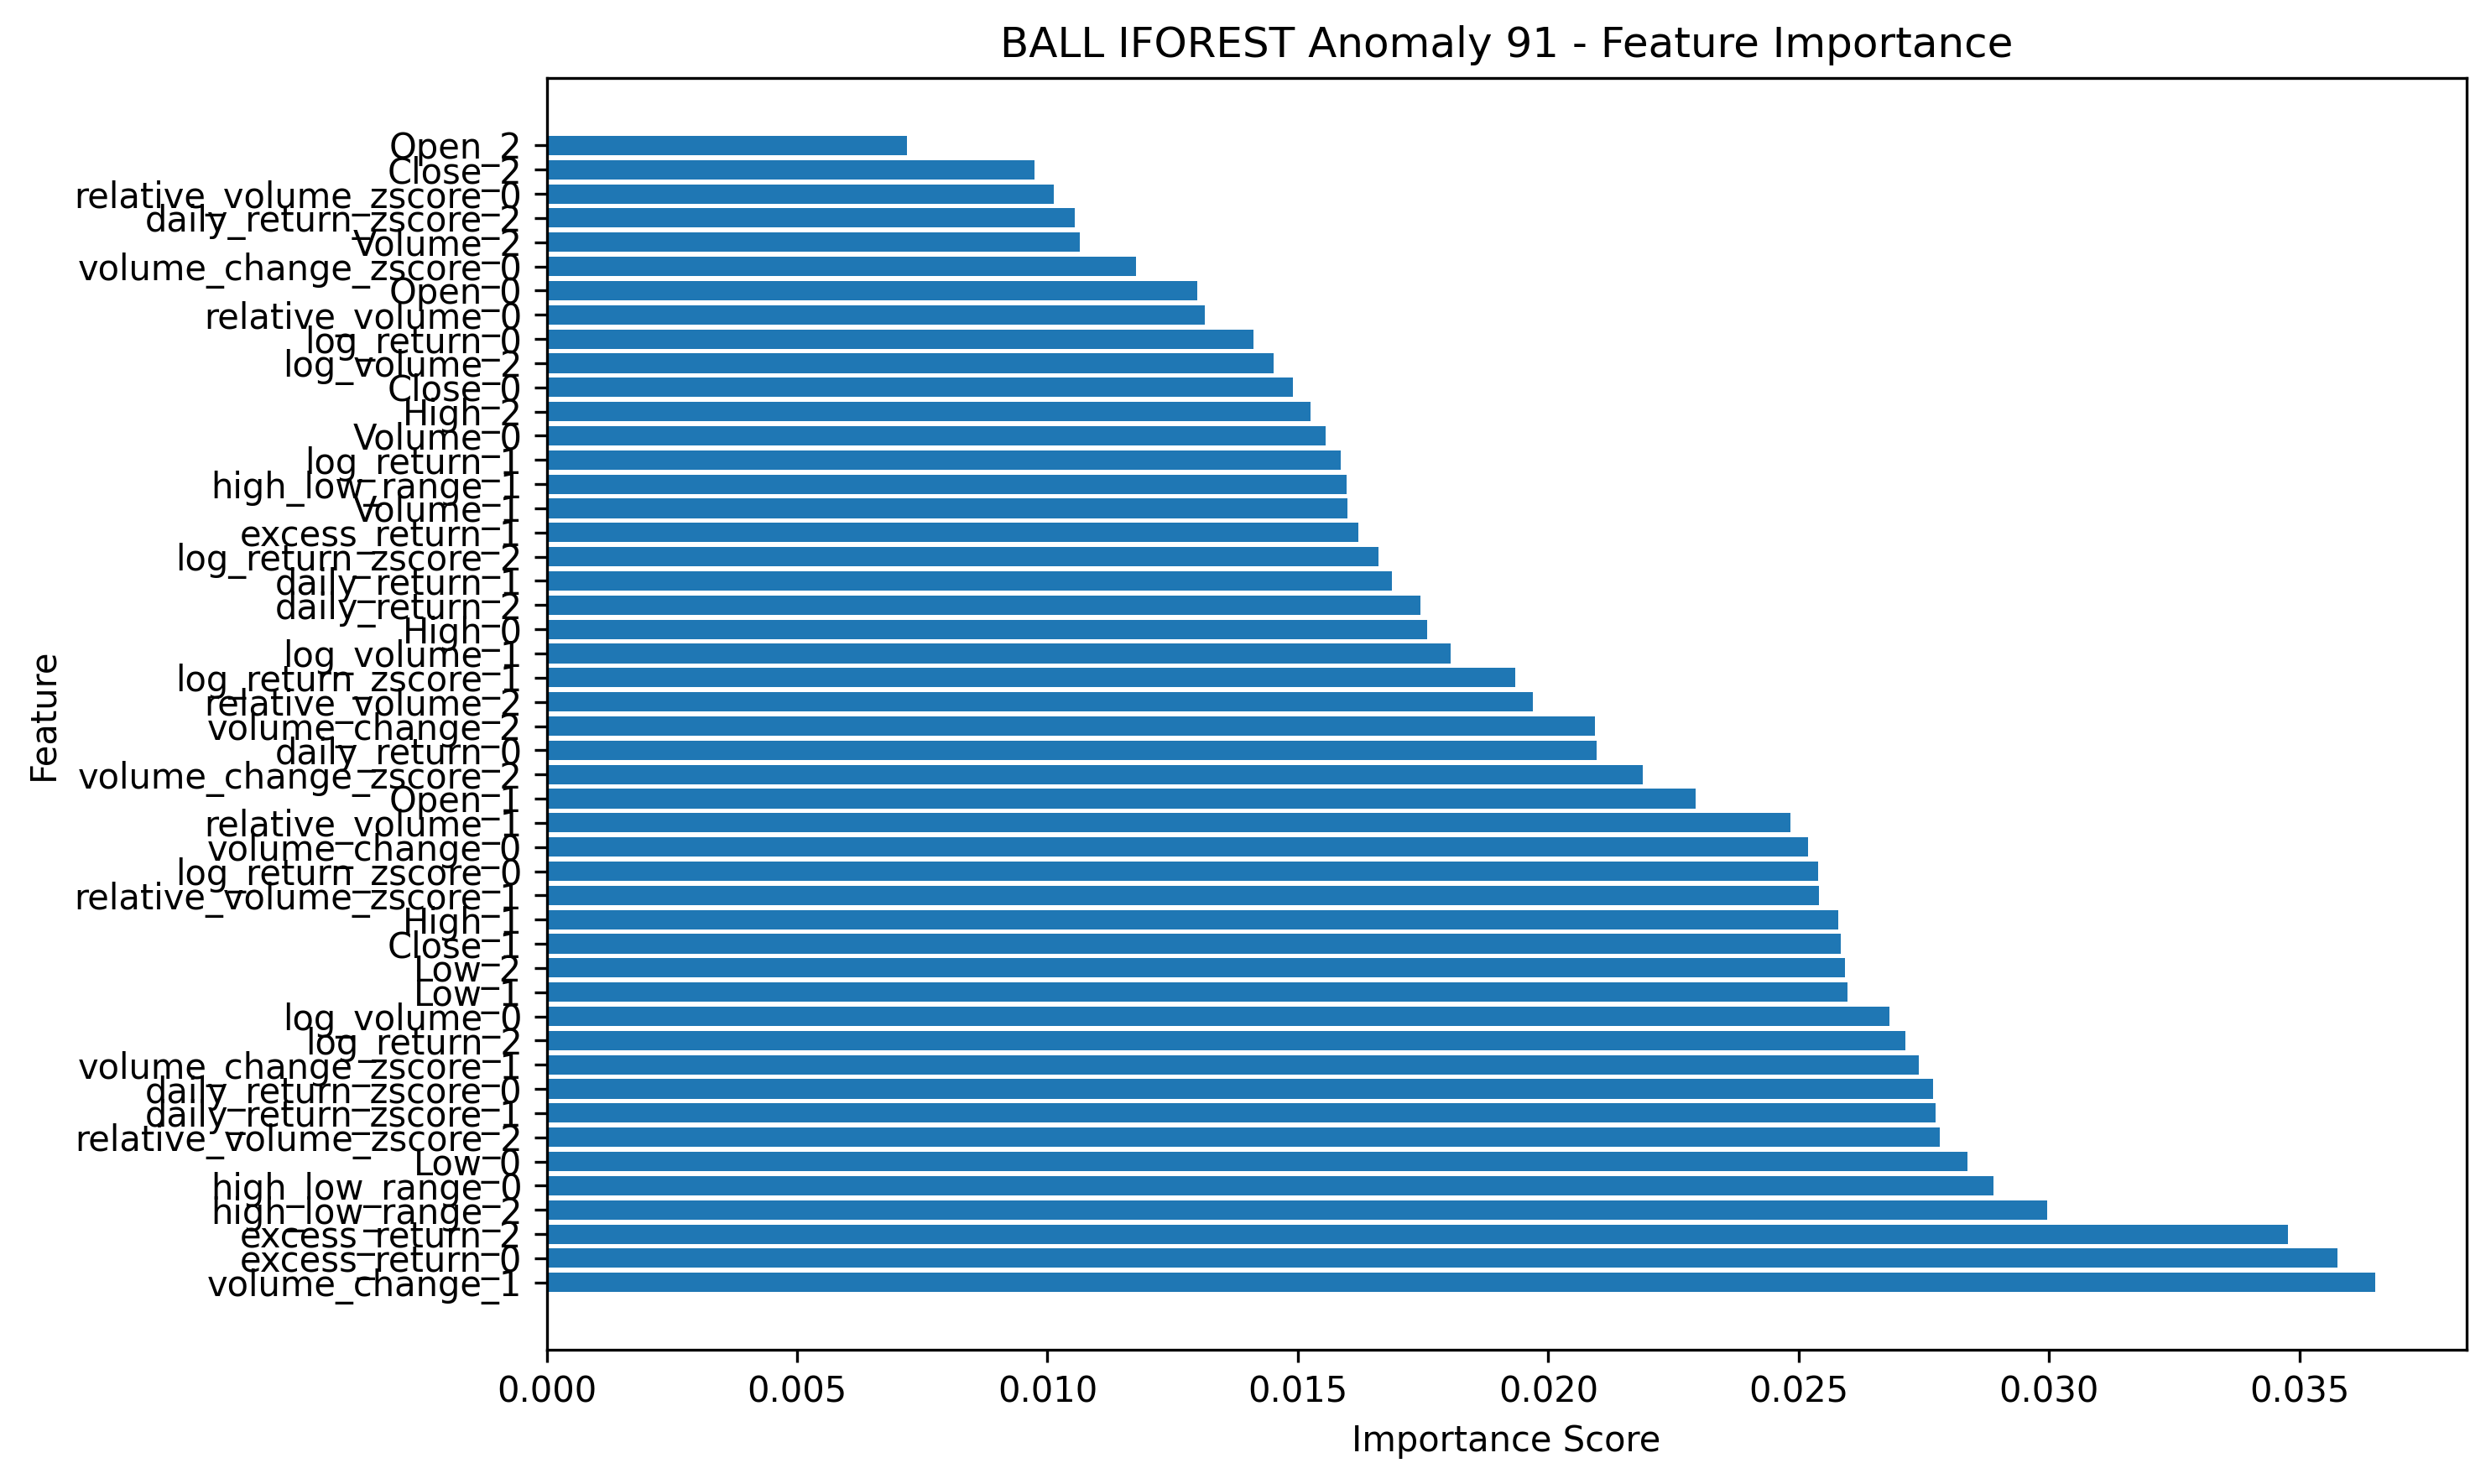 BALL IFOREST Anomaly 91 - Feature Importance
Feature
Open_2
Close_2
relative_volume_zscore_0
daily_return_zscore_2
Volume_2
volume_change_zscore_0
Open_0
relative_volume_0
log_return_0
log_volume_2
Close_0
High_2
Volume_0
log_return_1
high_low_range_1
Volume_1
excess_return_1
log_return_zscore_2
daily_return_1
daily_return_2
High_0
log_volume_1
log_return_zscore_1
relative_volume_2
volume_change_2
daily_return_0
volume_change_zscore_2
Open_1
relative_volume_1
volume_change_0
log_return_zscore_0
relative_volume_zscore_1
High_1
Close_1
Low_2
Low_1
log_volume_0
log_return_2
volume_change_zscore_1
daily_return_zscore_0
daily_return_zscore_1
relative_volume_zscore_2
Low_0
high_low_range_0
high_low_range_2
excess_return_2
excess_return_0
volume_change_1
0.000 0.005 0.010 0.015 0.020 0.025 0.030 0.035
Importance Score